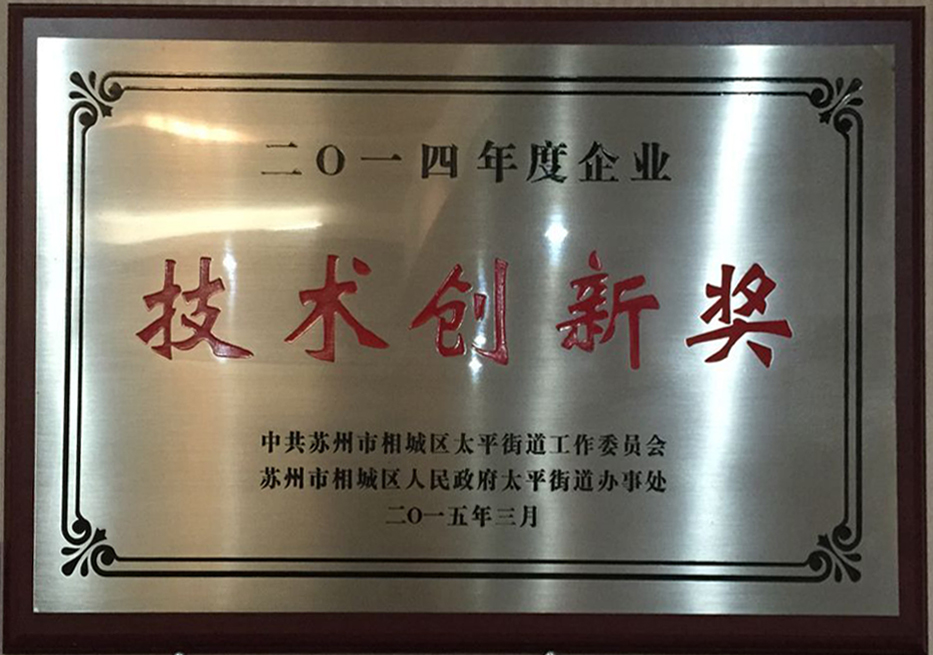 二〇一四年度企业
技术创新奖
中共苏州市相城区太平街道工作委员会
苏州市相城区人民政府太平街道办事处
二〇一五年三月